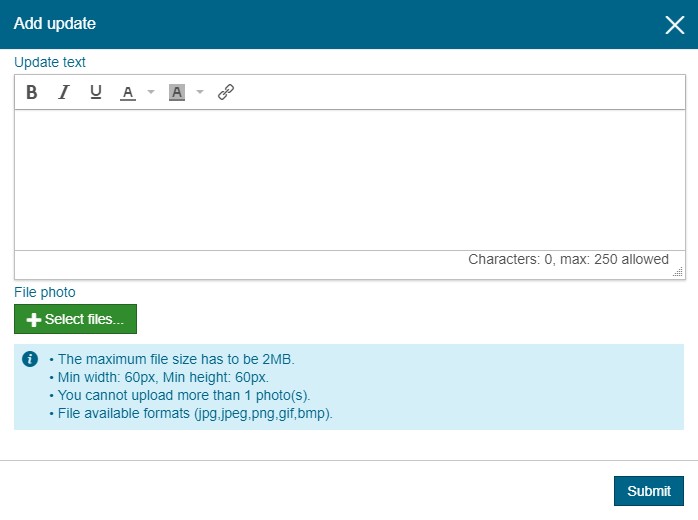 Add update
Update text
B I U A A
Characters: 0, max: 250 allowed
File photo
Select files...
• The maximum file size has to be 2MB.
• Min width: 60px, Min height: 60px.
• You cannot upload more than 1 photo(s).
• File available formats (jpg,jpeg,png,gif,bmp).
Submit